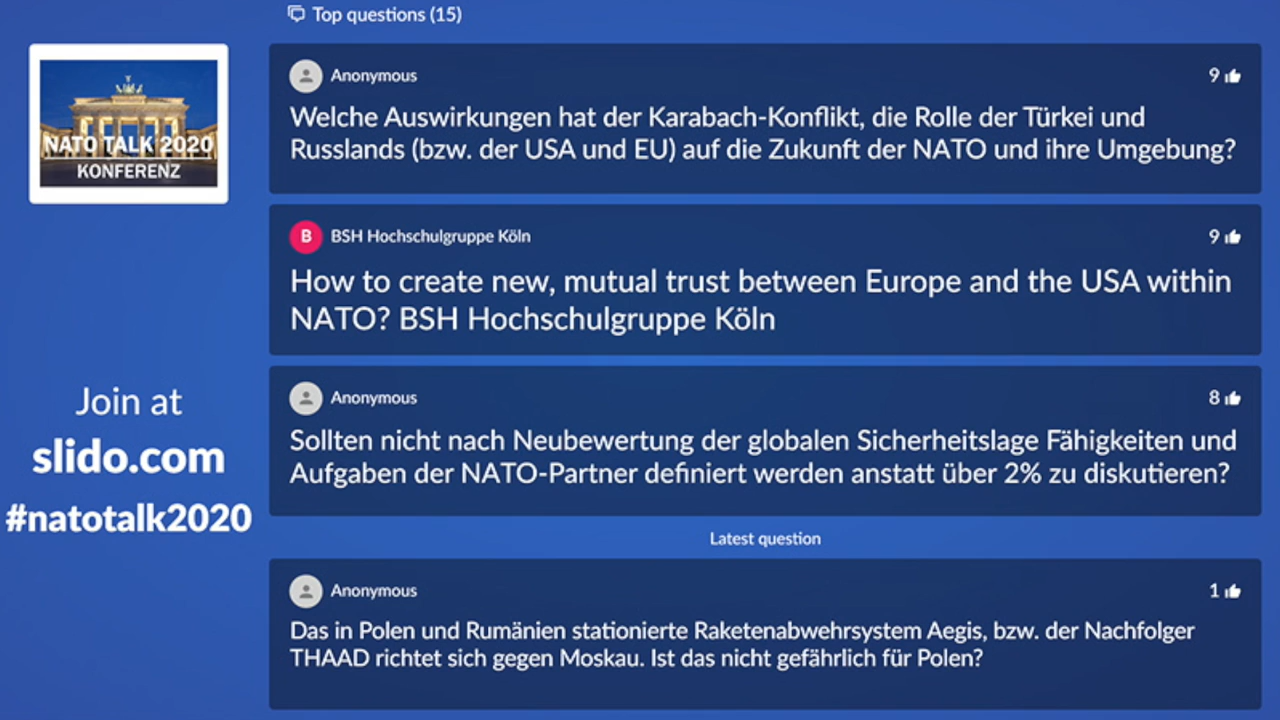 Top questions (15)
NATO TALK 2020
KONFERENZ
Anonymous
9
Welche Auswirkungen hat der Karabach-Konflikt, die Rolle der Türkei und
Russlands (bzw. der USA und EU) auf die Zukunft der NATO und ihre Umgebung?
B BSH Hochschulgruppe Köln
9
How to create new, mutual trust between Europe and the USA within
NATO? BSH Hochschulgruppe Köln
Join at
slido.com
#natotalk2020
Anonymous
8
Sollten nicht nach Neubewertung der globalen Sicherheitslage Fähigkeiten und
Aufgaben der NATO-Partner definiert werden anstatt über 2% zu diskutieren?
Latest question
Anonymous
1
Das in Polen und Rumänien stationierte Raketenabwehrsystem Aegis, bzw. der Nachfolger
THAAD richtet sich gegen Moskau. Ist das nicht gefährlich für Polen?